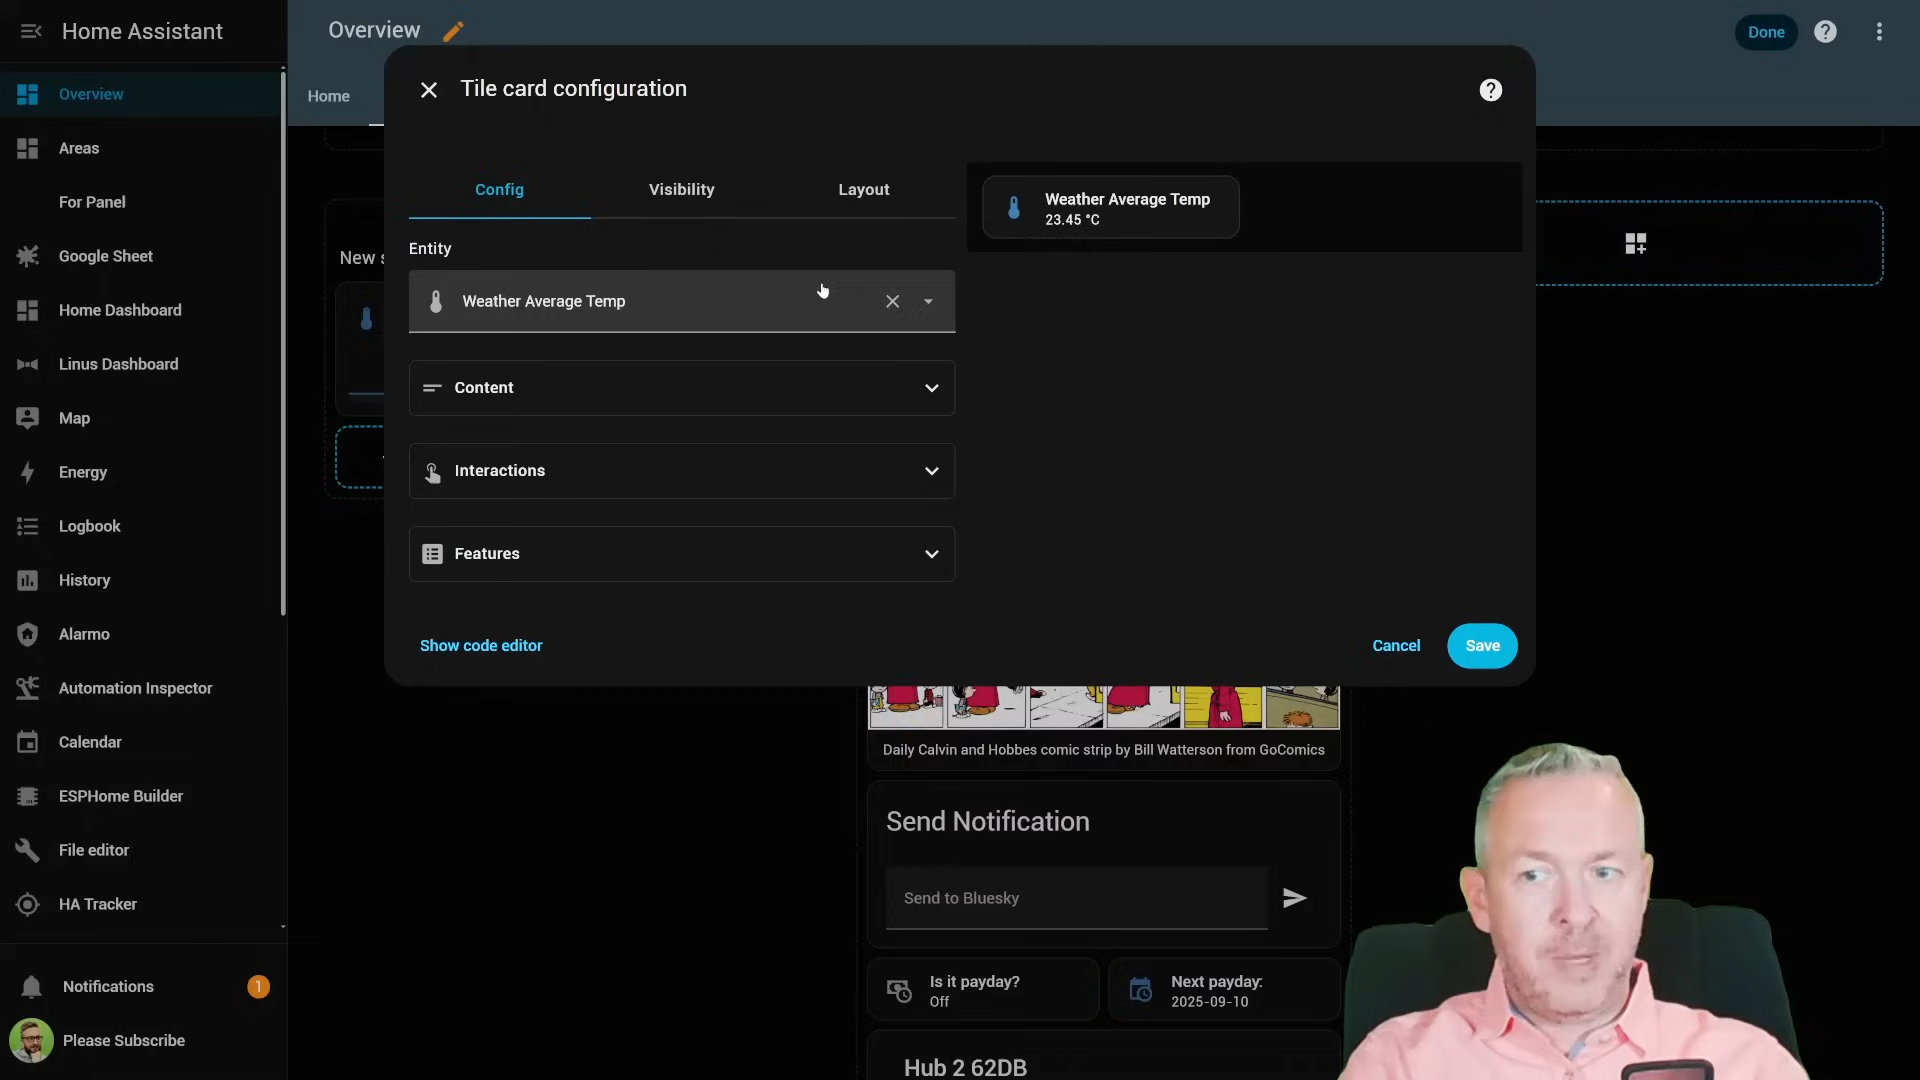 Home Assistant
Overview
Areas
For Panel
Google Sheet
Home Dashboard
Linus Dashboard
Map
Energy
Logbook
History
Alarmo
Automation Inspector
Calendar
ESPHome Builder
File editor
HA Tracker
Notifications
1
Please Subscribe
Overview
Done
Home
New s
Tile card configuration
Config
Visibility
Layout
Entity
Weather Average Temp
Content
Interactions
Features
Show code editor
Weather Average Temp
23.45 °C
Cancel
Save
Daily Calvin and Hobbes comic strip by Bill Watterson from GoComics
Send Notification
Send to Bluesky
Is it payday?
Off
Next payday:
2025-09-10
Hub 2 62DB